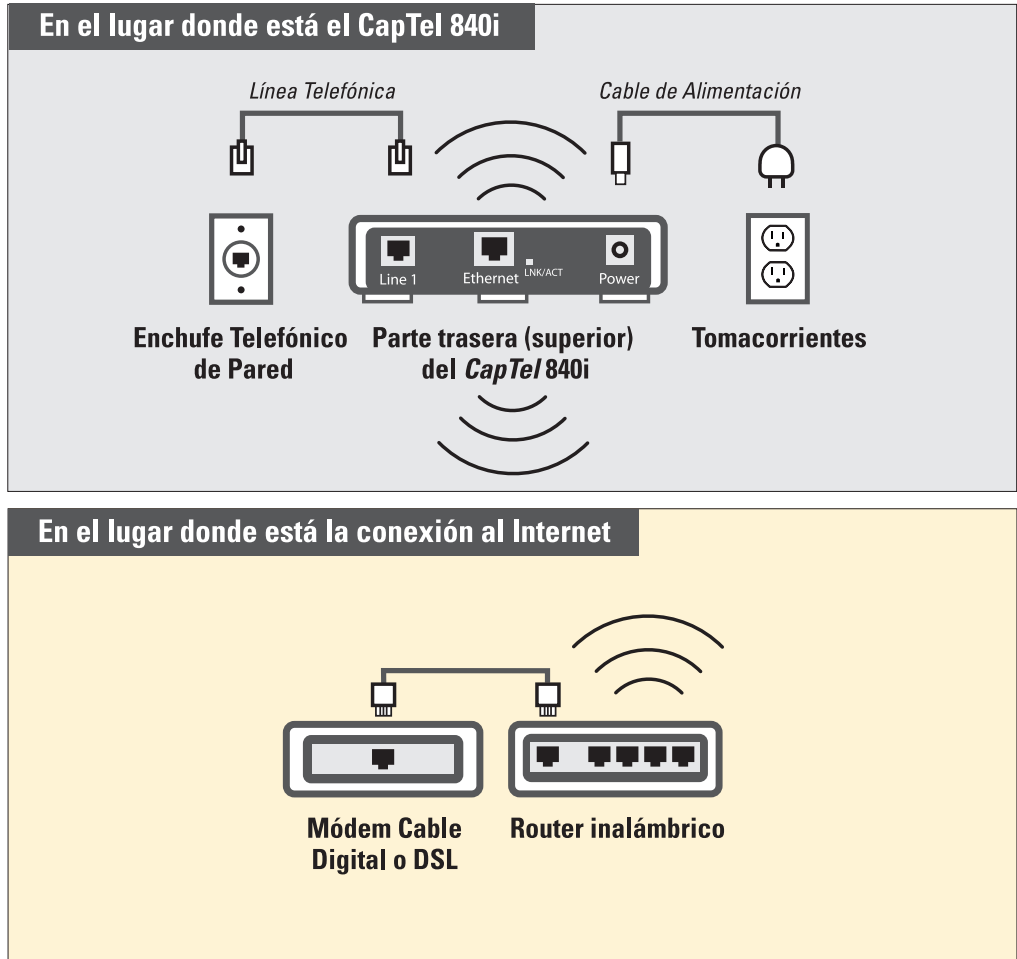 En el lugar donde está el CapTel 840i
Línea Telefónica
Cable de Alimentación
Line 1
Ethernet
LNK/ACT
Power
Enchufe Telefónico
de Pared
Parte trasera (superior)
del CapTel 840i
Tomacorrientes
En el lugar donde está la conexión al Internet
Módem Cable
Digital o DSL
Router inalámbrico